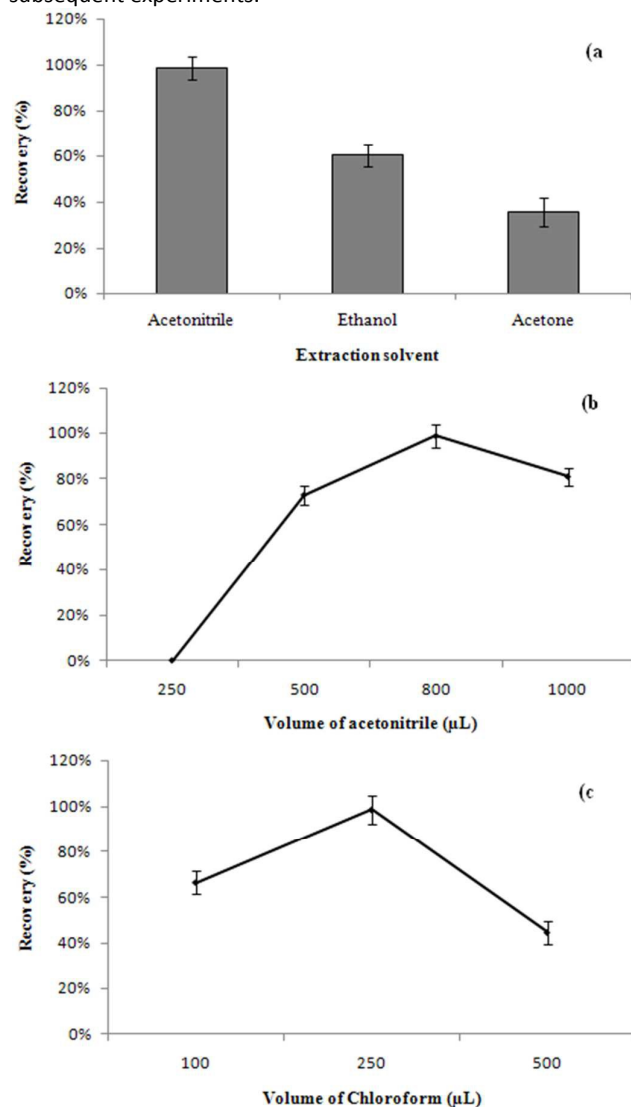 subsequent experiments.
120%
100%
80%
60%
40%
20%
0%
Recovery (%)
(a
Acetonitrile Ethanol Acetone
Extraction solvent
120%
100%
80%
60%
40%
20%
0%
Recovery (%)
(b
250 500 800 1000
Volume of acetonitrile (µL)
120%
100%
80%
60%
40%
20%
0%
Recovery (%)
(c
100 250 500
Volume of Chloroform (µL)